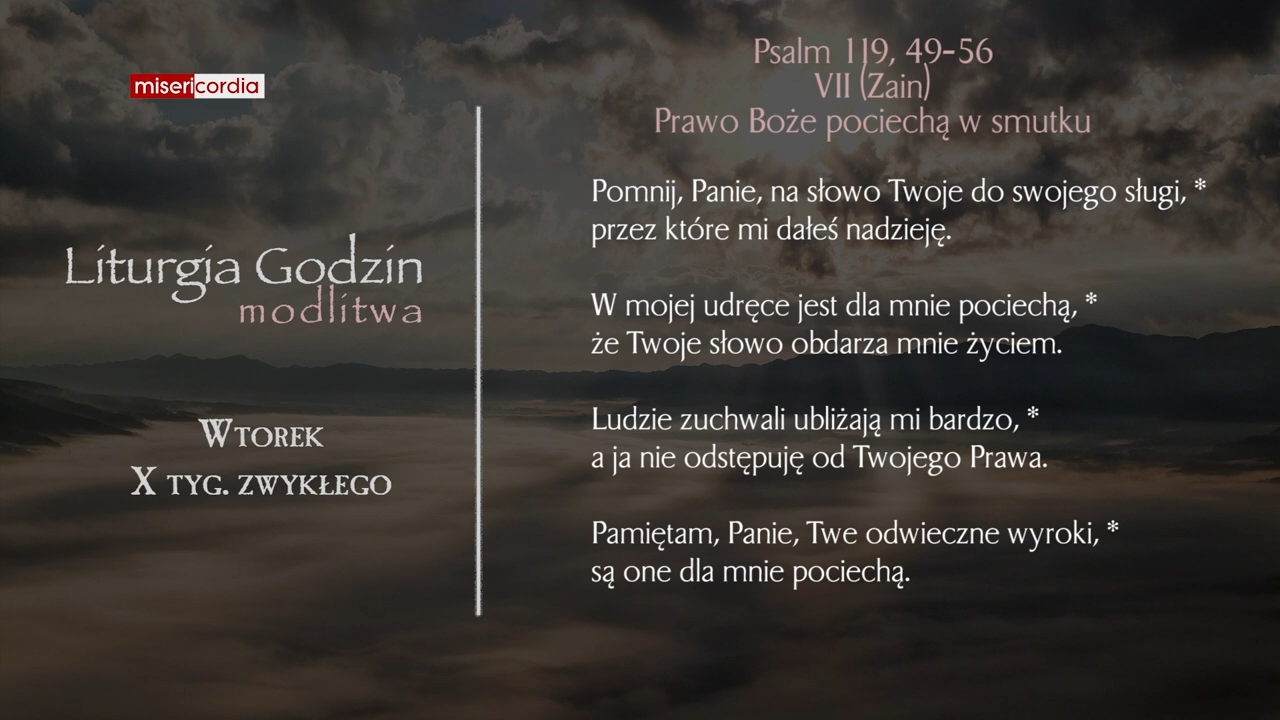 misericordia
Liturgia Godzin
modlitwa
Wtorek
X tyg. zwykłego
Psalm 119, 49-56
VII (Zain)
Prawo Boże pociechą w smutku
Pomnij, Panie, na słowo Twoje do swojego sługi, *
przez które mi dałeś nadzieję.
W mojej udręce jest dla mnie pociechą, *
że Twoje słowo obdarza mnie życiem.
Ludzie zuchwali ubliżają mi bardzo, *
a ja nie odstępuję od Twojego Prawa.
Pamiętam, Panie, Twe odwieczne wyroki, *
są one dla mnie pociechą.